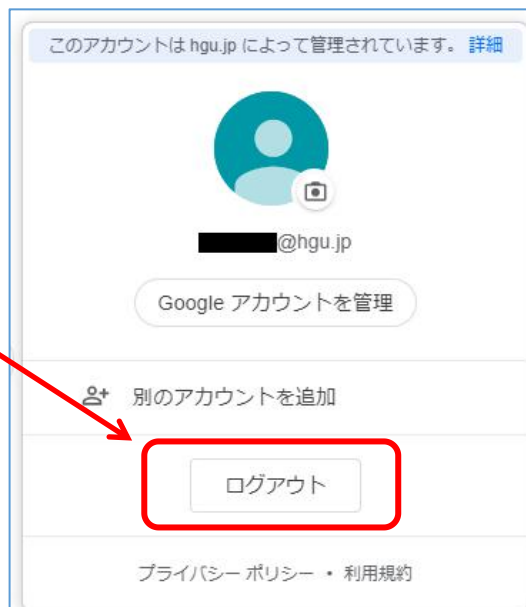 このアカウントは hgu.jp によって管理されています。 詳細
@hgu.jp
Google アカウントを管理
別のアカウントを追加
ログアウト
プライバシー ポリシー ・ 利用規約